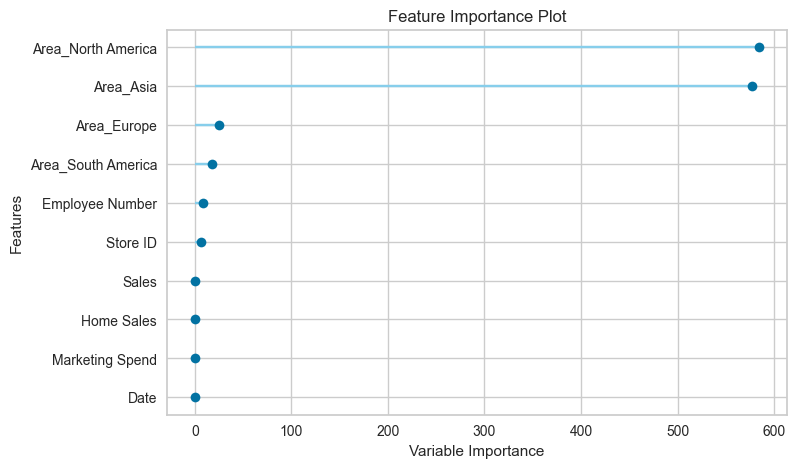 Feature Importance Plot
Area_North America
Area_Asia
Area_Europe
Area_South America
Employee Number
Store ID
Sales
Home Sales
Marketing Spend
Date
Features
0 100 200 300 400 500 600
Variable Importance